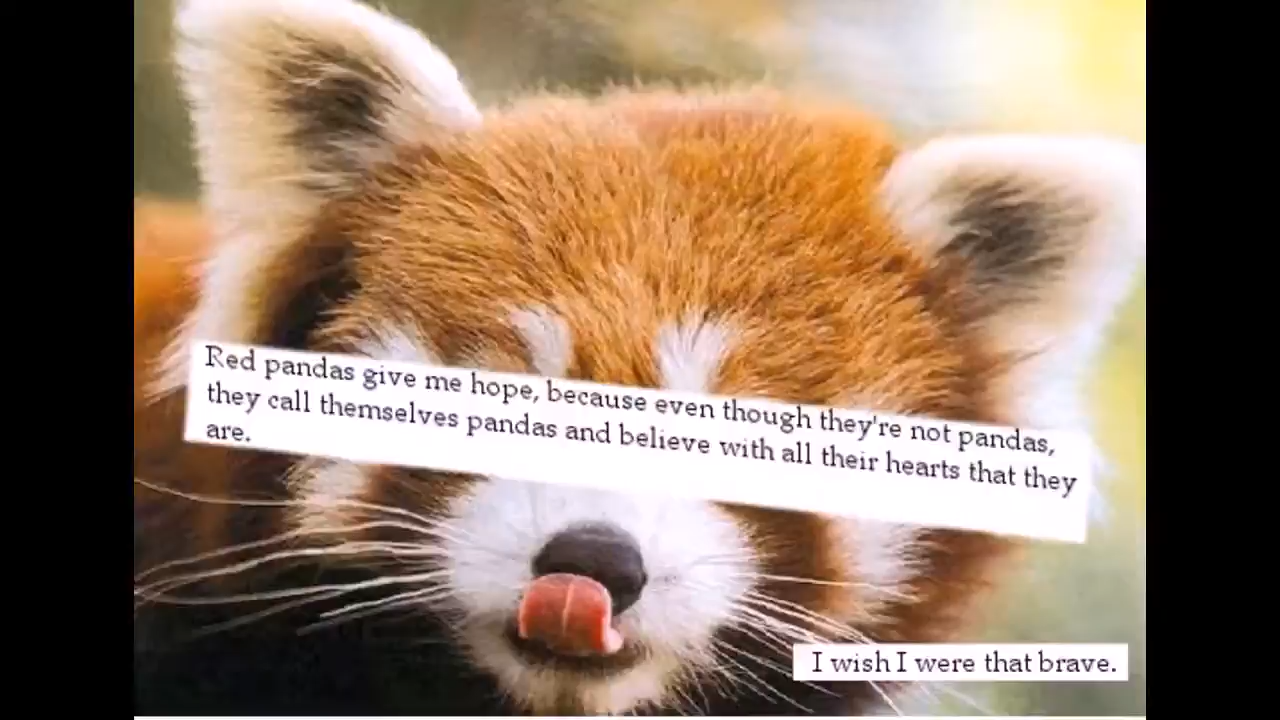 Red pandas give me hope, because even though they're not pandas,
they call themselves pandas and believe with all their hearts that they
are.
I wish I were that brave.